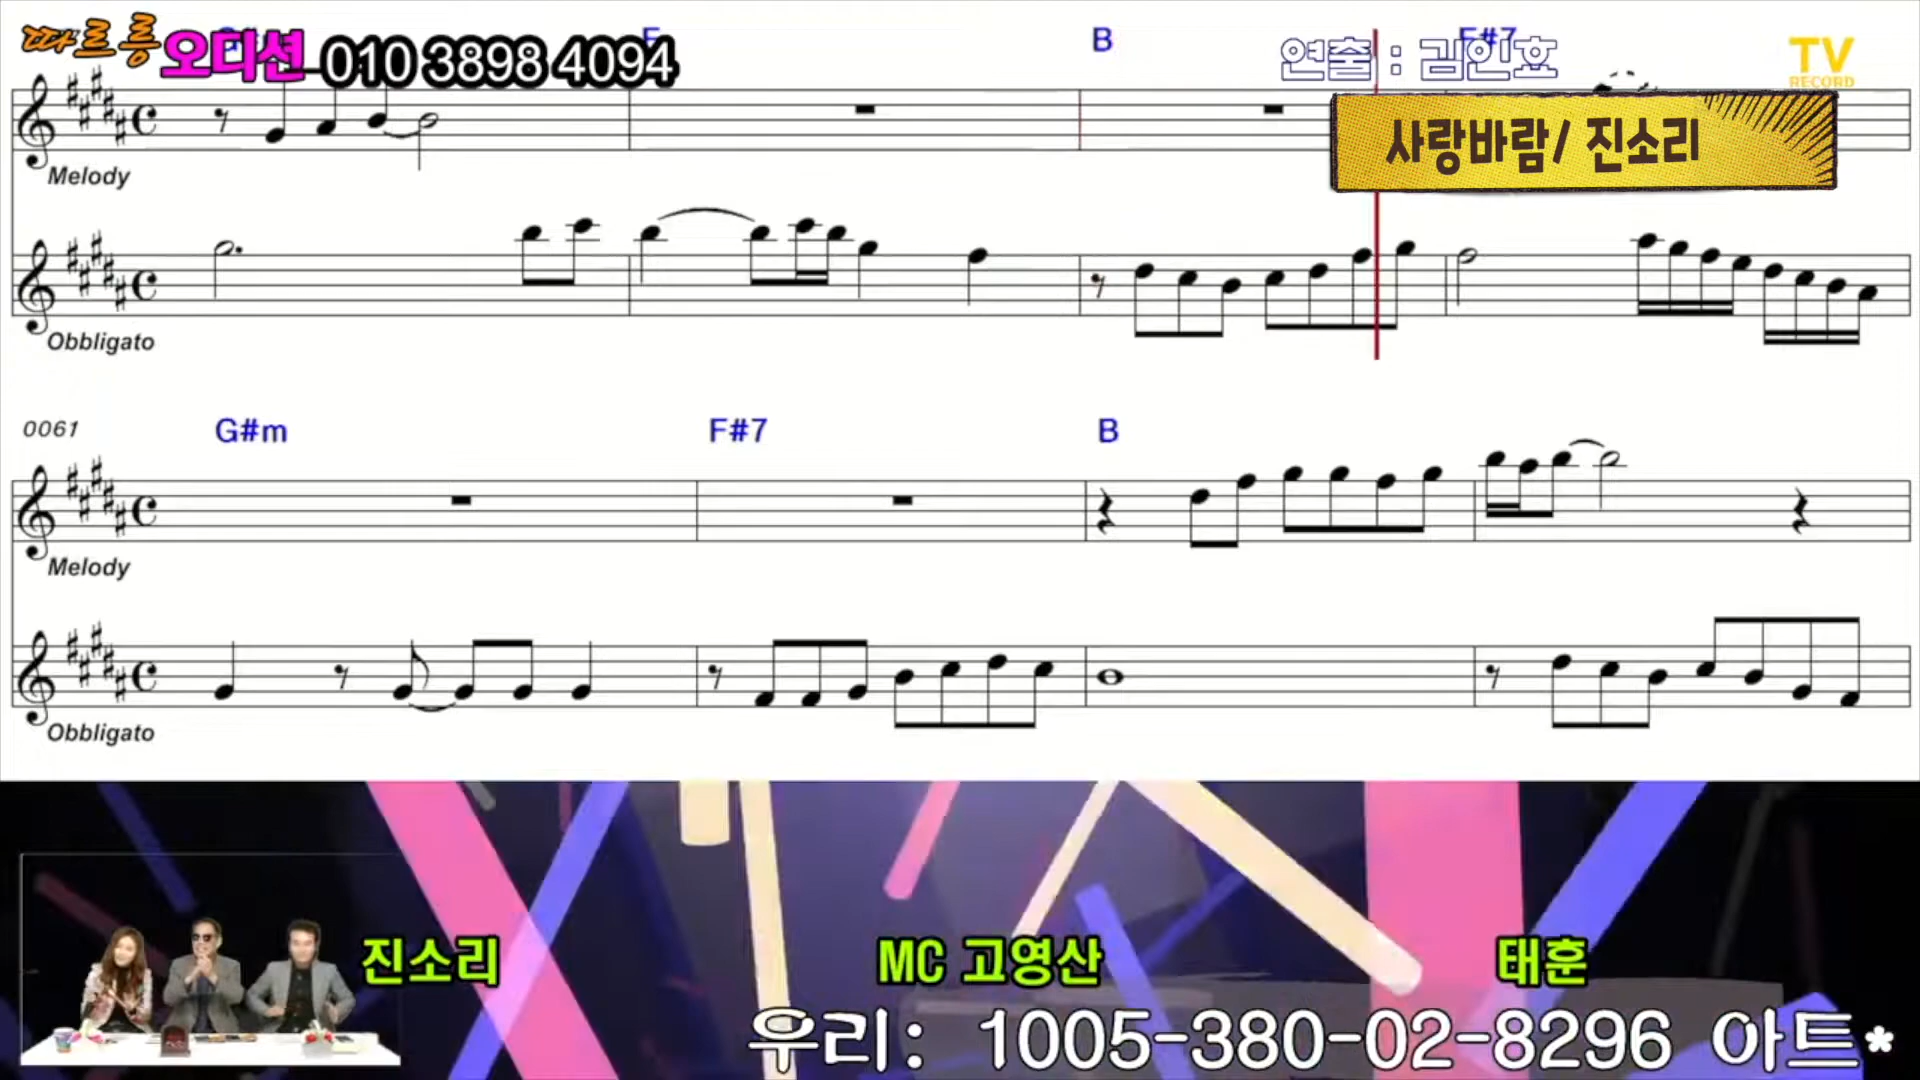 따르릉 오디션 010 3898 4094
E B F#7
연출 : 김인효
TV
RECORD
사랑바람/ 진소리
Melody
Obbligato
0061 G#m F#7 B
Melody
Obbligato
진소리 MC 고영산 태훈
우리: 1005-380-02-8296 아트*